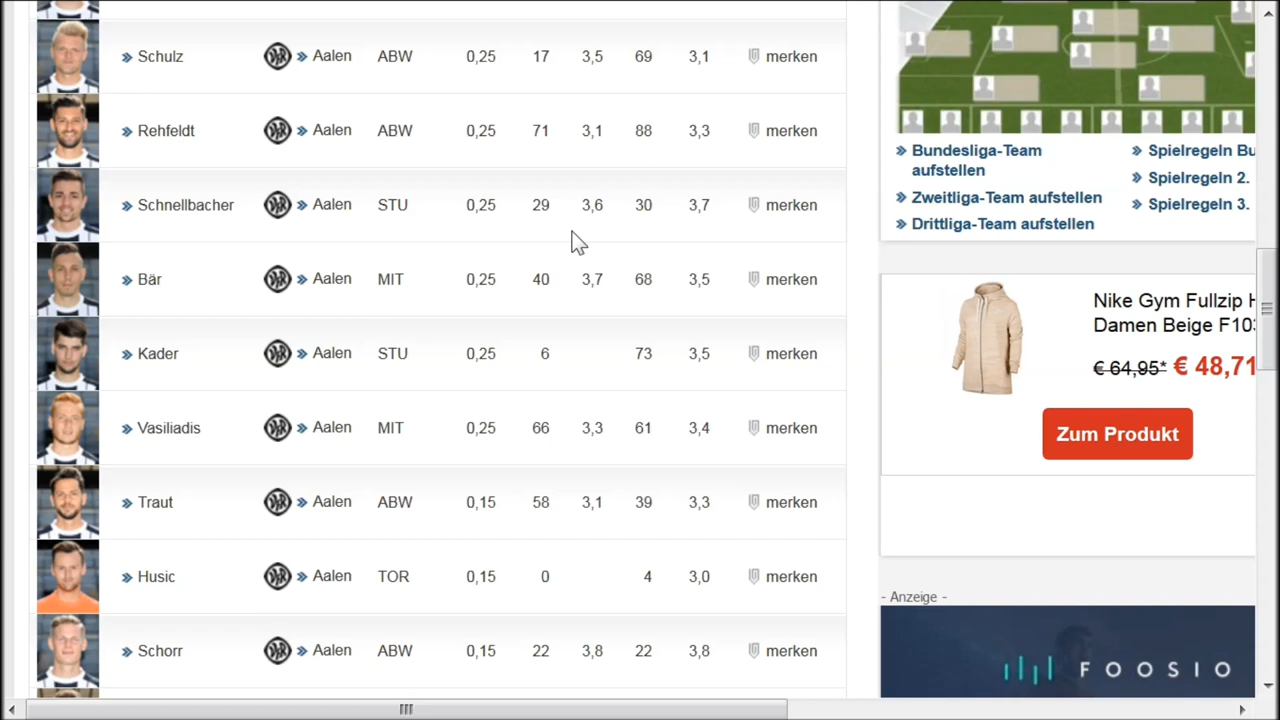 Schulz Aalen ABW 0,25 17 3,5 69 3,1 merken
Rehfeldt Aalen ABW 0,25 71 3,1 88 3,3 merken
Schnellbacher Aalen STU 0,25 29 3,6 30 3,7 merken
Bär Aalen MIT 0,25 40 3,7 68 3,5 merken
Kader Aalen STU 0,25 6 73 3,5 merken
Vasiliadis Aalen MIT 0,25 66 3,3 61 3,4 merken
Traut Aalen ABW 0,15 58 3,1 39 3,3 merken
Husic Aalen TOR 0,15 0 4 3,0 merken
Schorr Aalen ABW 0,15 22 3,8 22 3,8 merken
Bundesliga-Team
aufstellen
Zweitliga-Team aufstellen
Drittliga-Team aufstellen
Spielregeln Bu
Spielregeln 2.
Spielregeln 3.
Nike Gym Fullzip H
Damen Beige F103
€ 64,95* € 48,71
Zum Produkt
- Anzeige -
FOOSIO